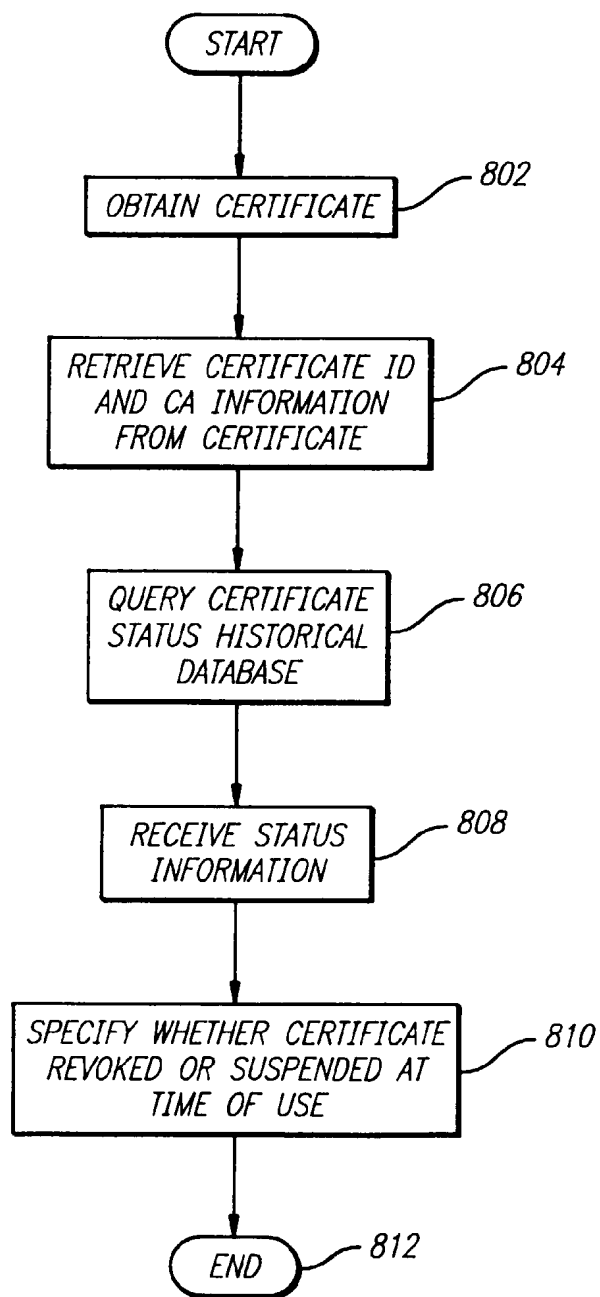 START
OBTAIN CERTIFICATE
802
RETRIEVE CERTIFICATE ID
AND CA INFORMATION
FROM CERTIFICATE
804
QUERY CERTIFICATE
STATUS HISTORICAL
DATABASE
806
RECEIVE STATUS
INFORMATION
808
SPECIFY WHETHER CERTIFICATE
REVOKED OR SUSPENDED AT
TIME OF USE
810
END
812